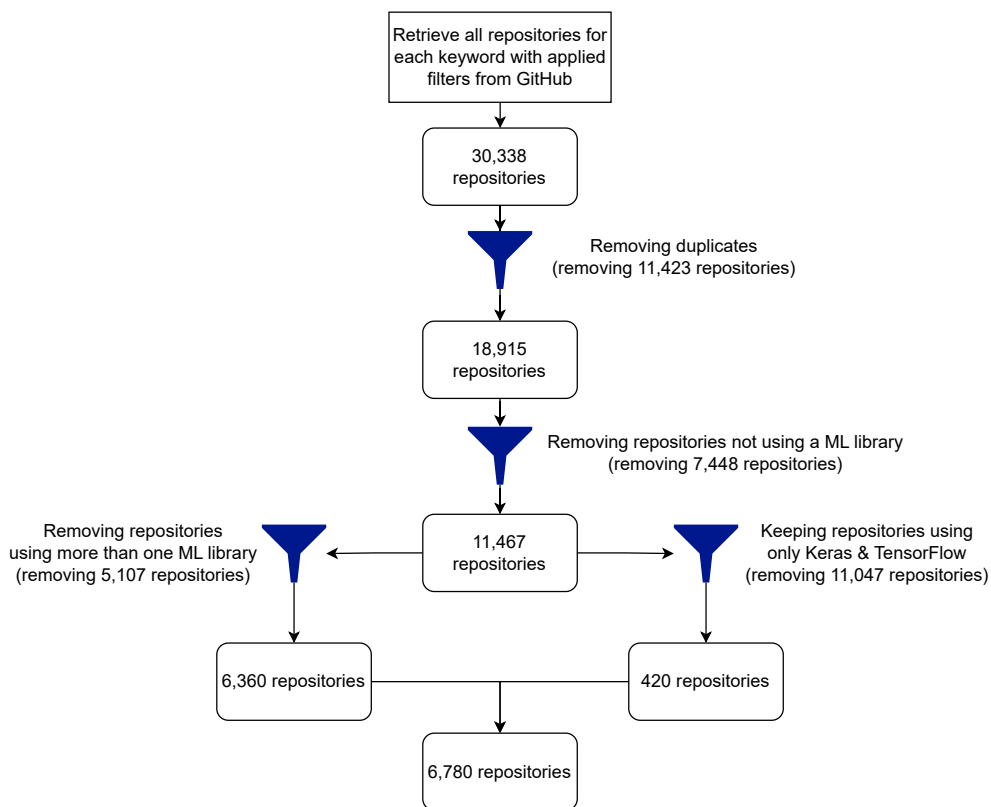 Retrieve all repositories for
each keyword with applied
filters from GitHub
30,338
repositories
Removing duplicates
(removing 11,423 repositories)
18,915
repositories
Removing repositories not using a ML library
(removing 7,448 repositories)
Removing repositories
using more than one ML library
(removing 5,107 repositories)
11,467
repositories
Keeping repositories using
only Keras & TensorFlow
(removing 11,047 repositories)
6,360 repositories
420 repositories
6,780 repositories